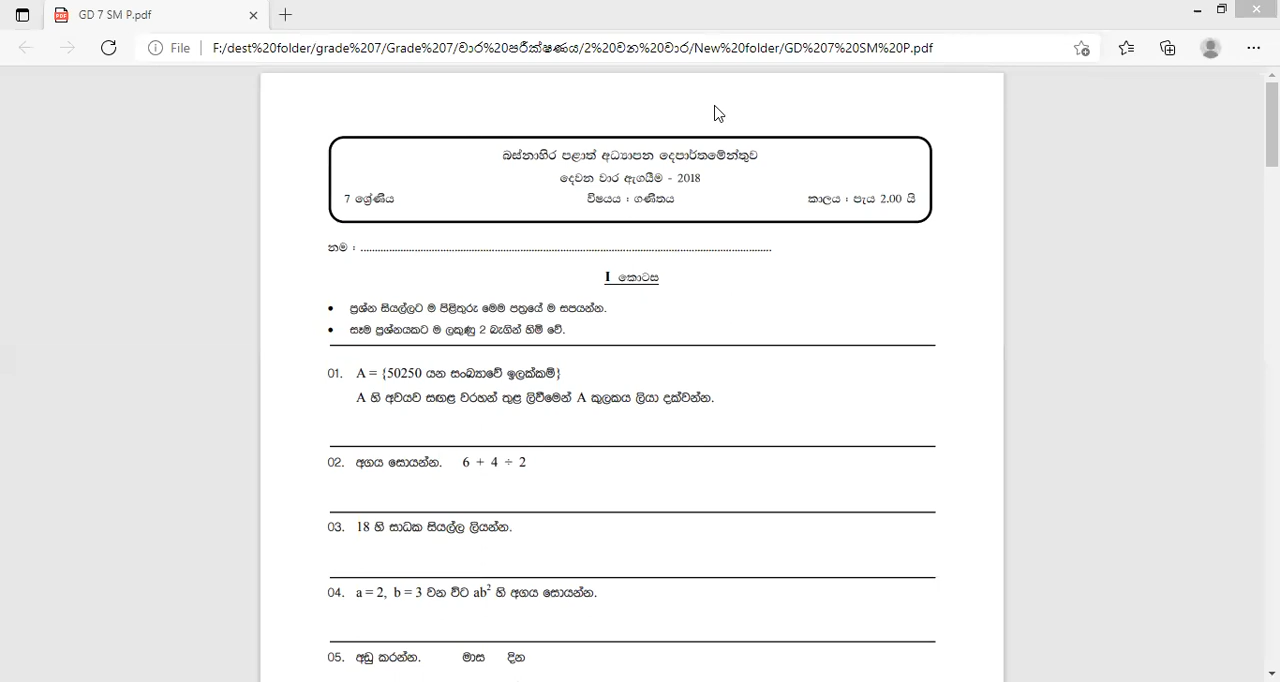 GD 7 SM P.pdf
File F:/dest%20folder/grade%207/Grade%207/වාර%20පරීක්ෂණය/2%20වන%20වාර/New%20folder/GD%207%20SM%20P.pdf
බස්නාහිර පළාත් අධ්‍යාපන දෙපාර්තමේන්තුව
දෙවන වාර ඇගයීම - 2018
7 ශ්‍රේණිය විෂයය : ගණිතය කාලය : පැය 2.00 යි
නම : ................................................................................
I කොටස
• ප්‍රශ්න සියල්ලට ම පිළිතුරු මෙම පත්‍රයේ ම සපයන්න.
• සෑම ප්‍රශ්නයකට ම ලකුණු 2 බැගින් හිමි වේ.
01. A = {50250 යන සංඛ්‍යාවේ ඉලක්කම්}
A හි අවයව සඟළ වරහන් තුළ ලිවීමෙන් A කුලකය ලියා දක්වන්න.
02. අගය සොයන්න. 6 + 4 ÷ 2
03. 18 හි සාධක සියල්ල ලියන්න.
04. a = 2, b = 3 වන විට ab² හි අගය සොයන්න.
05. අඩු කරන්න. මාස දින